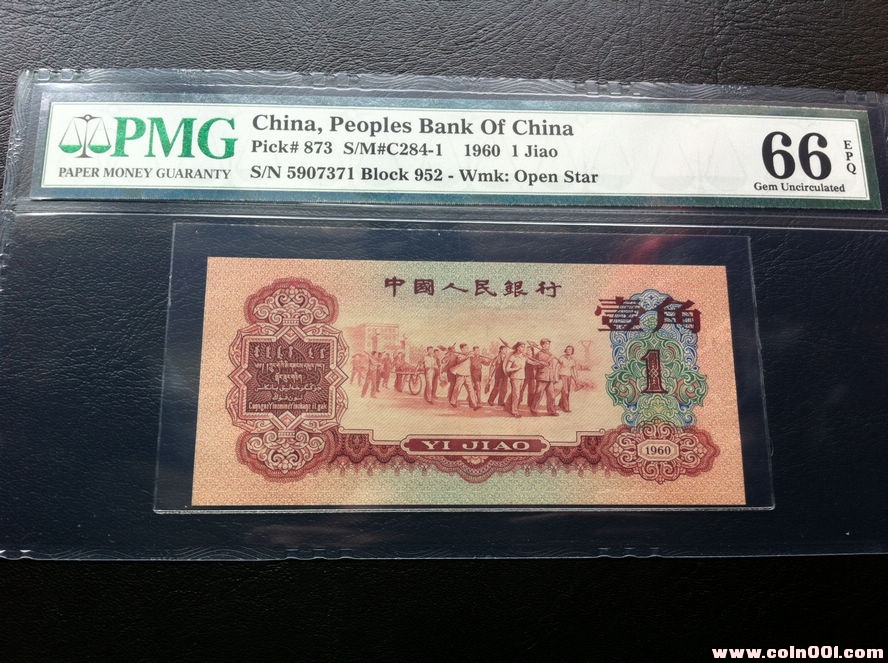 PMG
PAPER MONEY GUARANTY
China, Peoples Bank Of China
Pick# 873 S/M#C284-1 1960 1 Jiao
S/N 5907371 Block 952 - Wmk: Open Star
66
EPQ
Gem Uncirculated
中國人民銀行
壹角
1
YI JIAO
1960
www.coin001.com